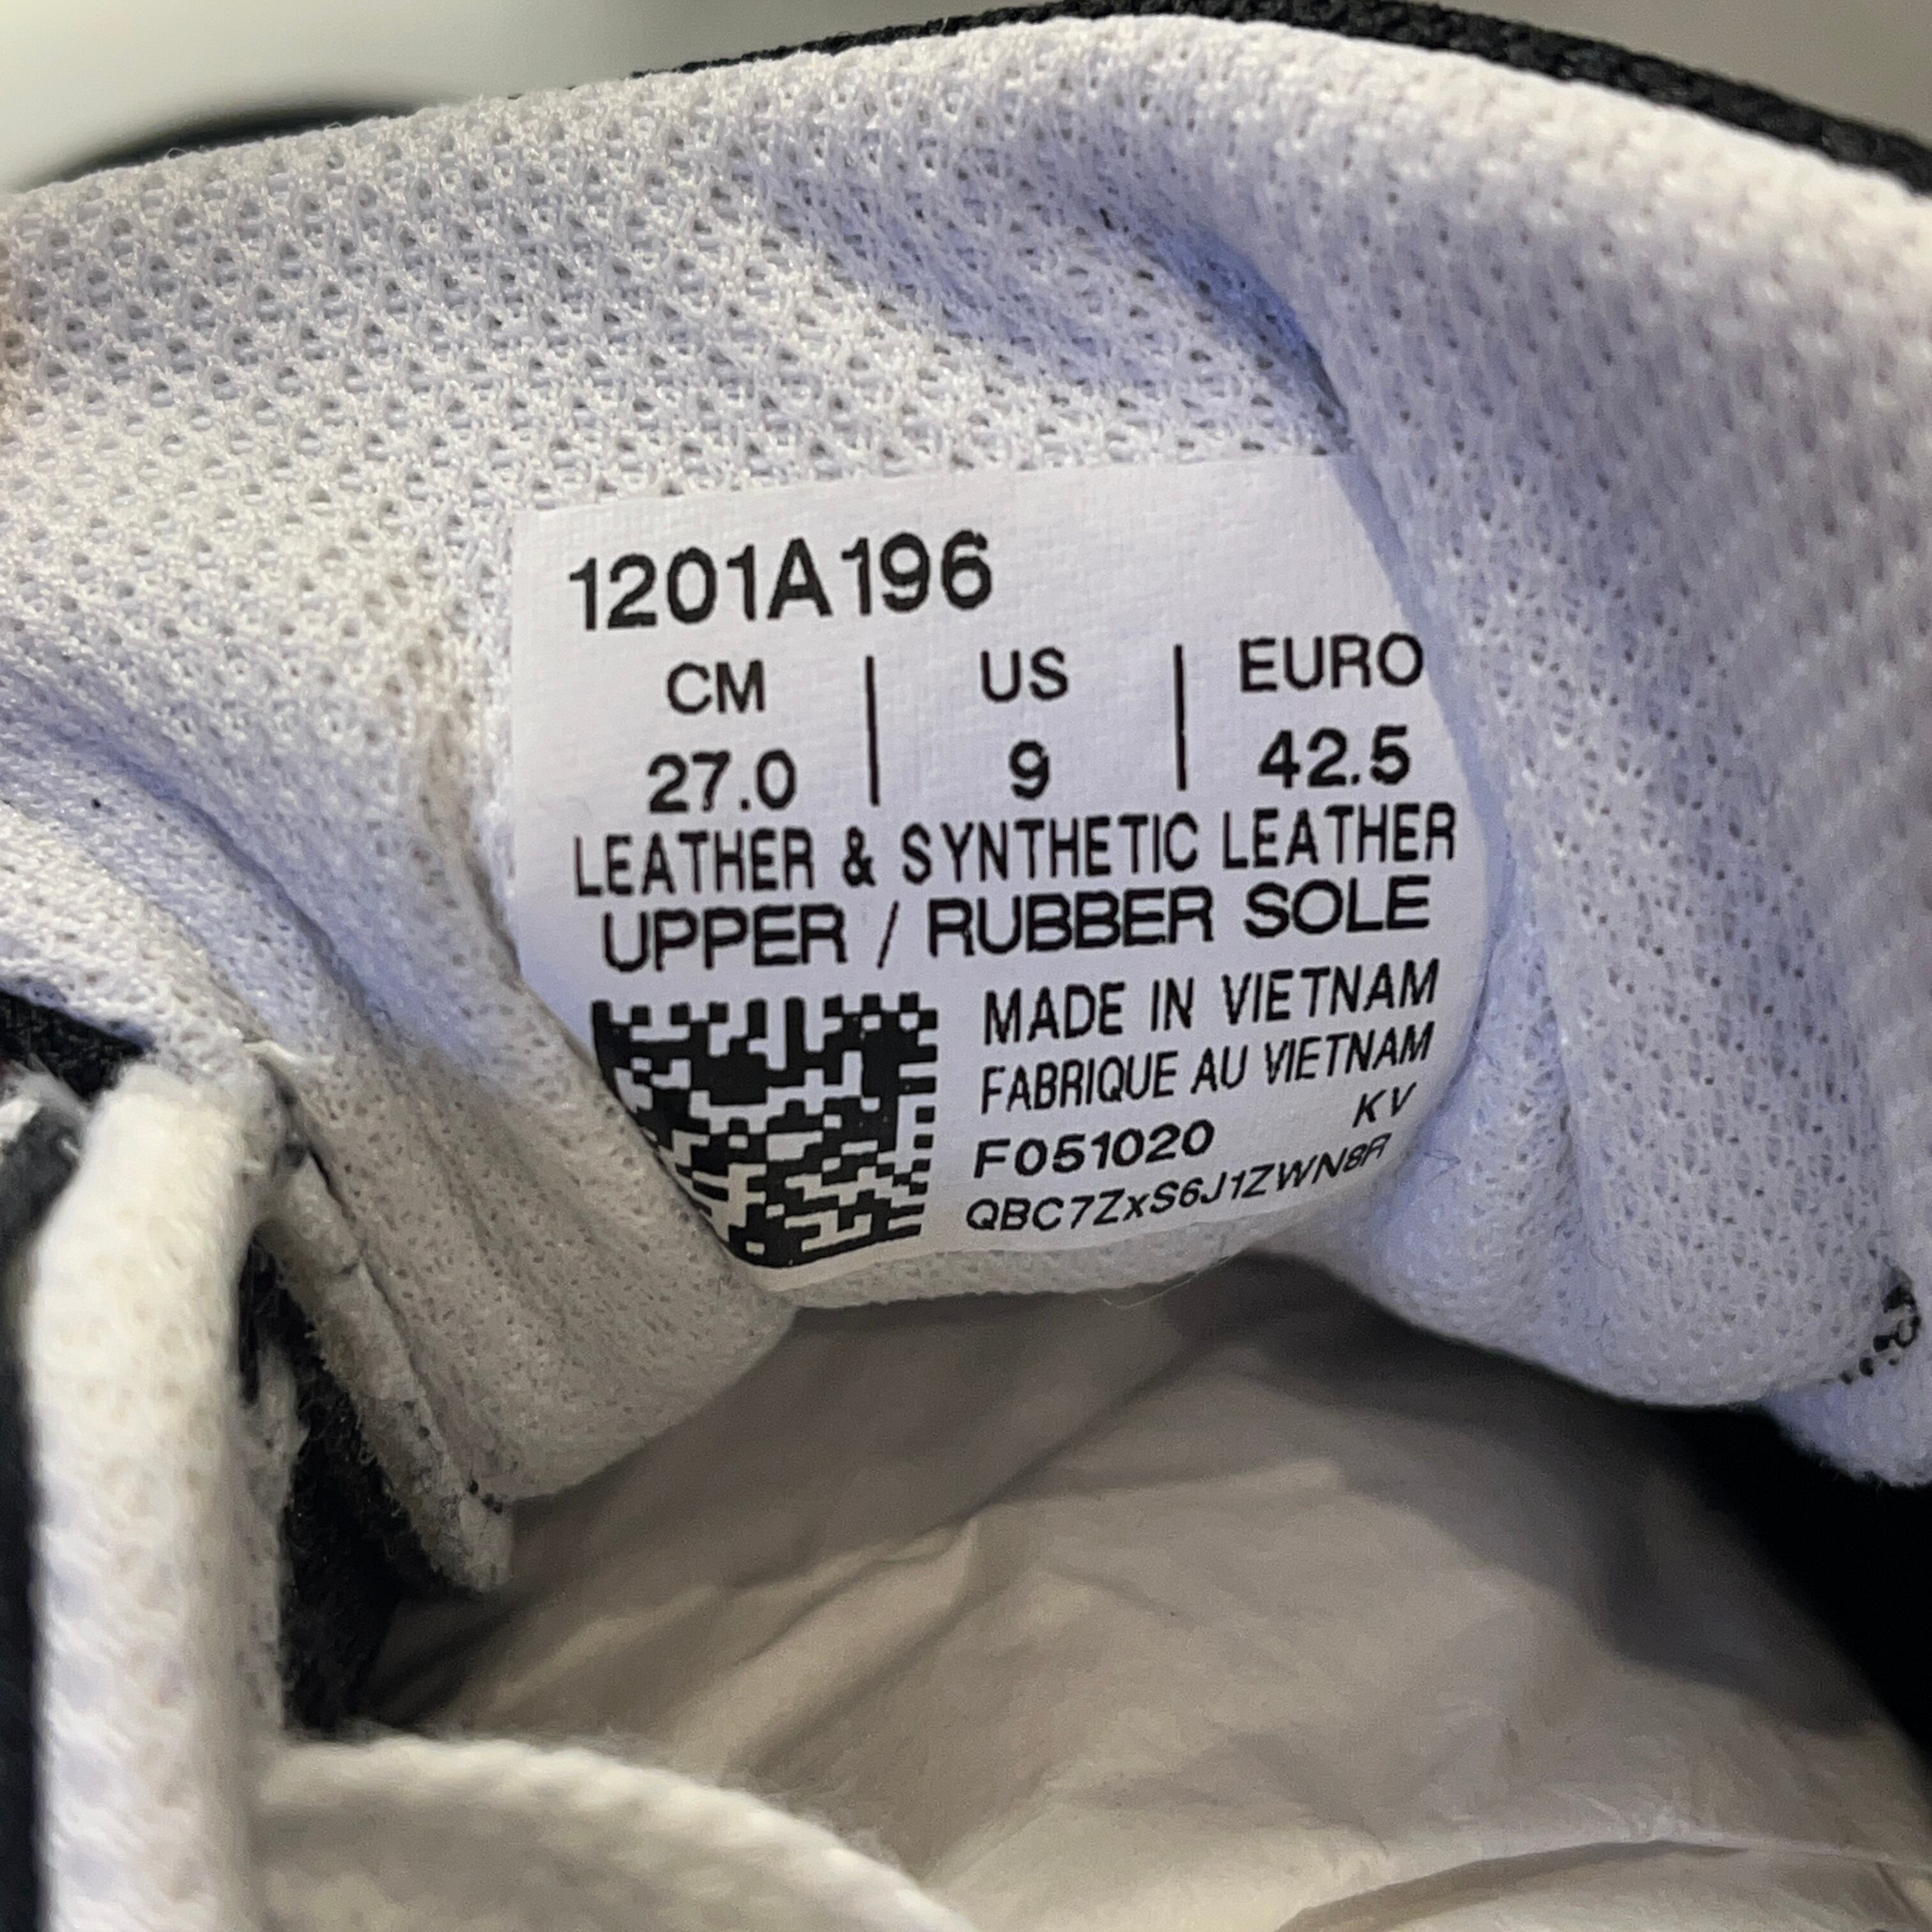 1201A196
CM | US | EURO
27.0 | 9 | 42.5
LEATHER & SYNTHETIC LEATHER
UPPER / RUBBER SOLE
MADE IN VIETNAM
FABRIQUE AU VIETNAM
KV
F051020
QBC7ZxS6J1ZWN8R